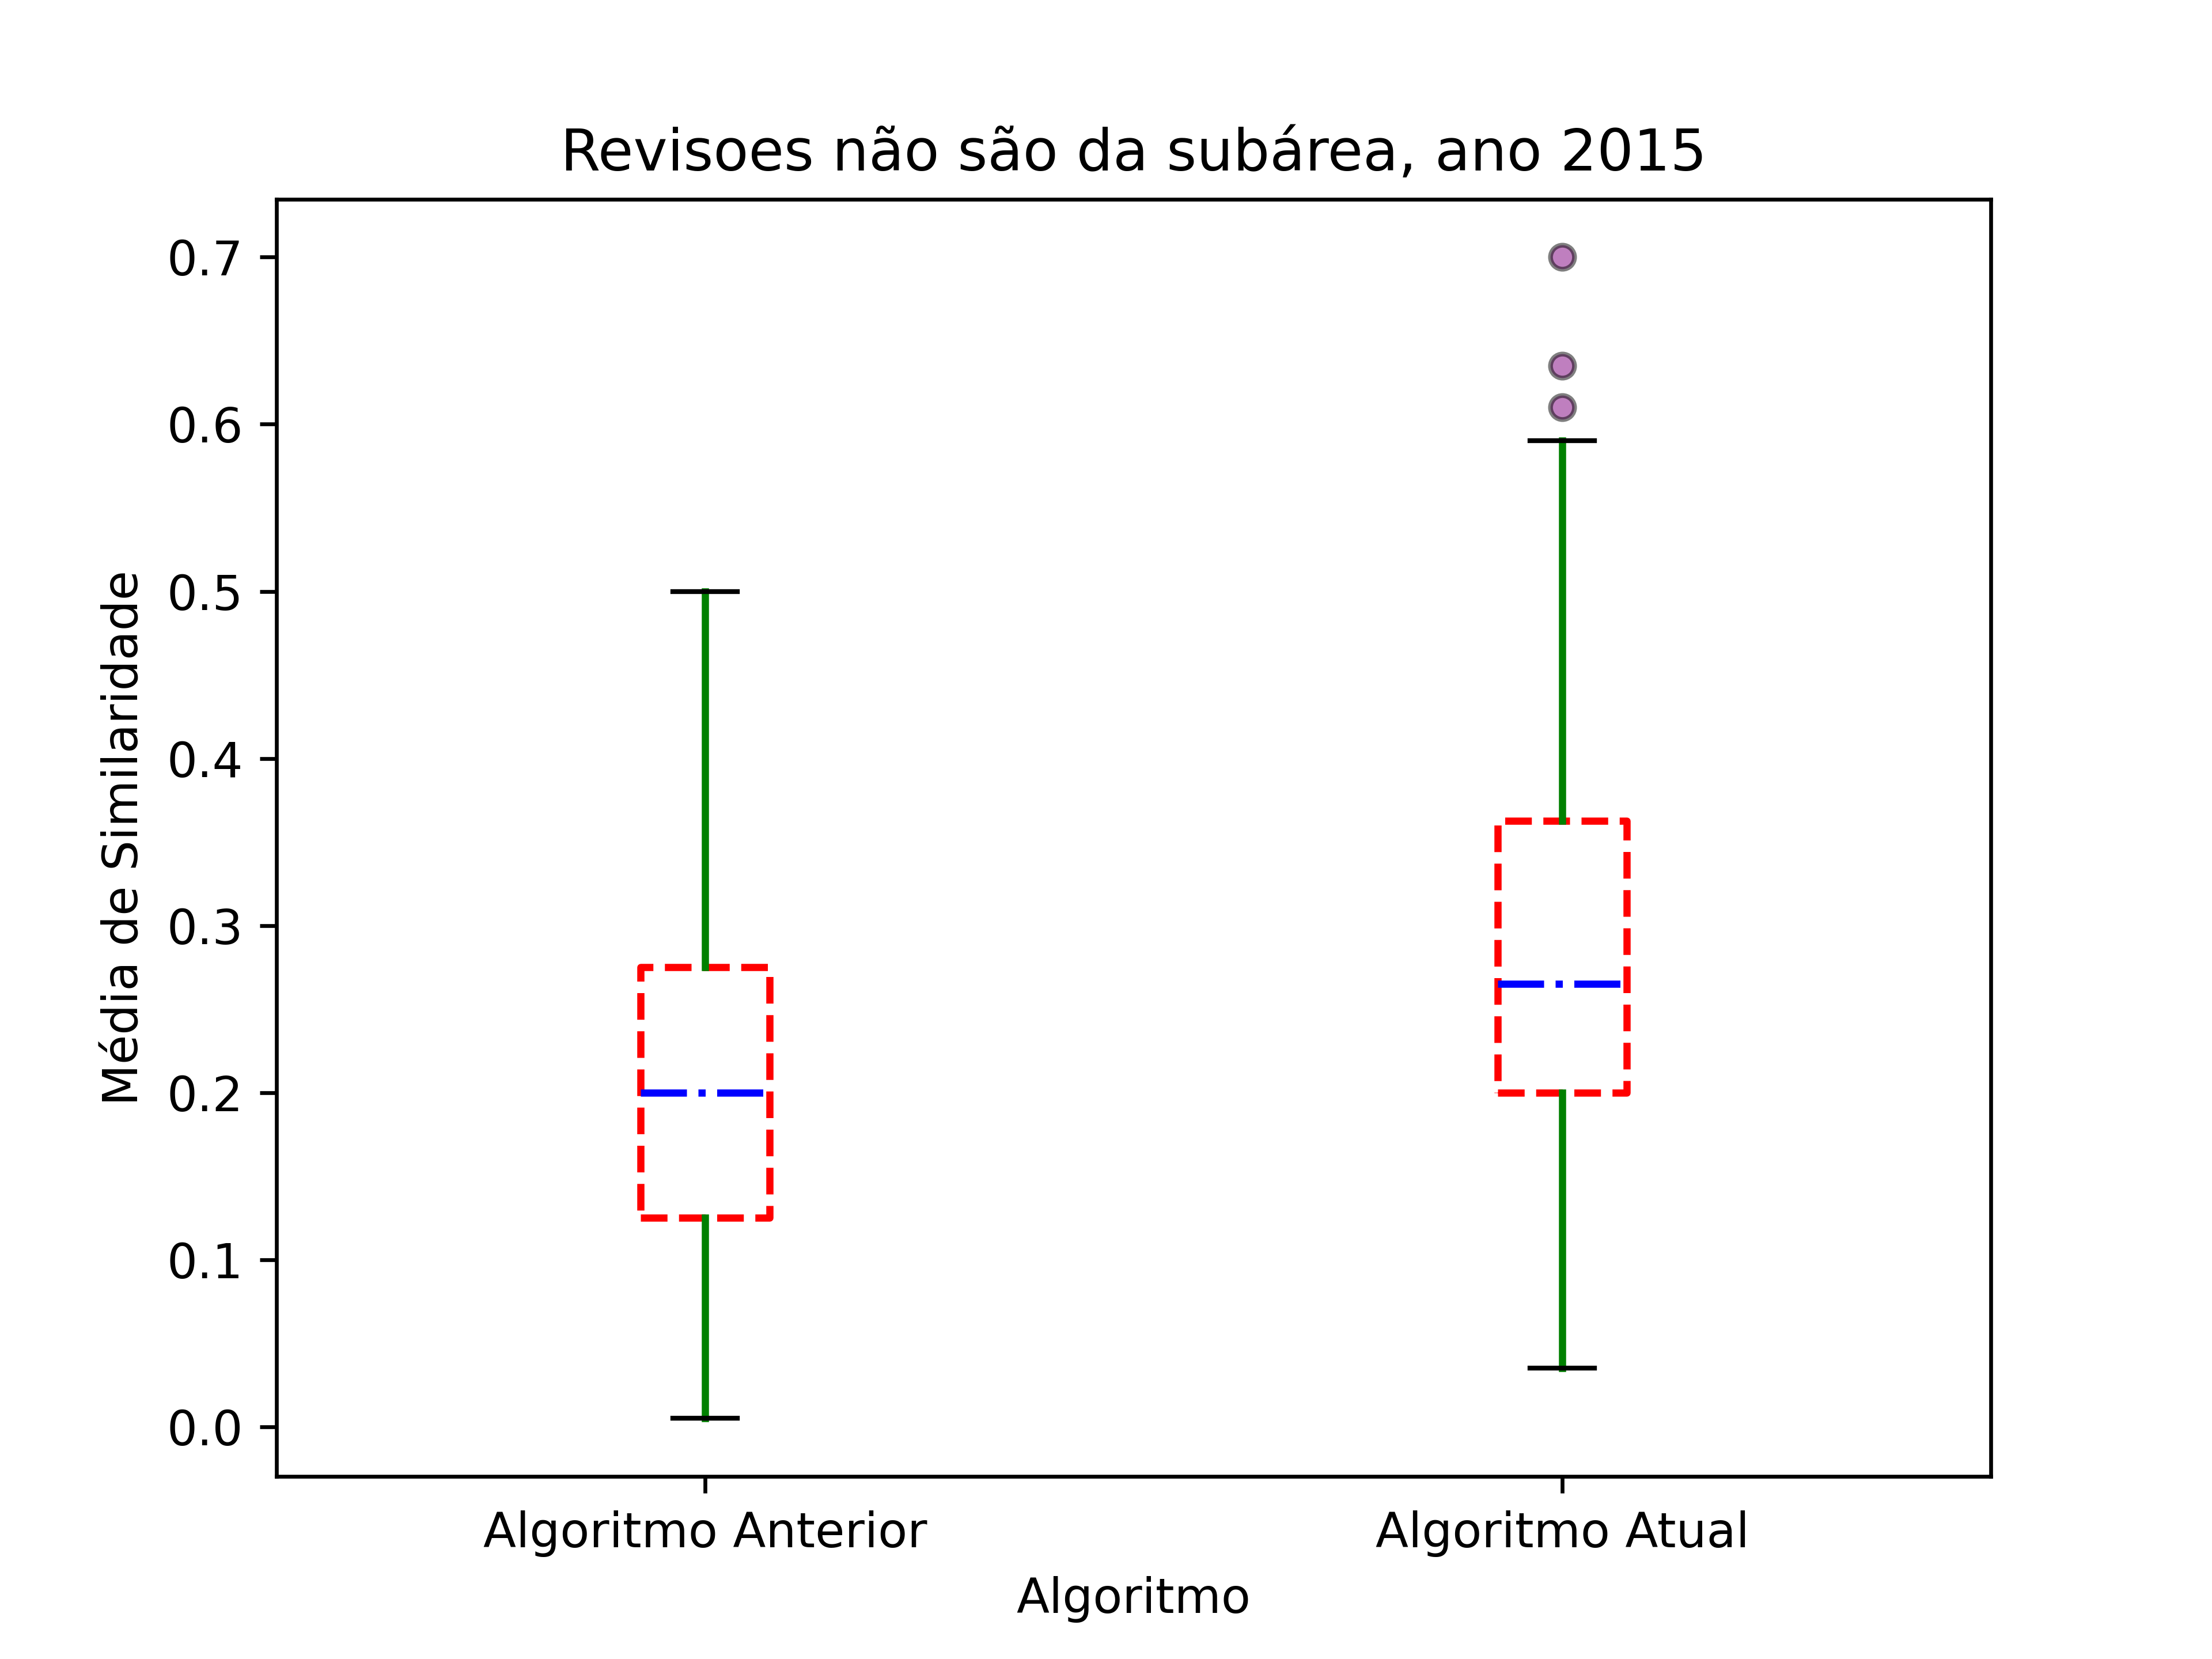 Revisoes não são da subárea, ano 2015
Média de Similaridade
0.7
0.6
0.5
0.4
0.3
0.2
0.1
0.0
Algoritmo Anterior
Algoritmo Atual
Algoritmo